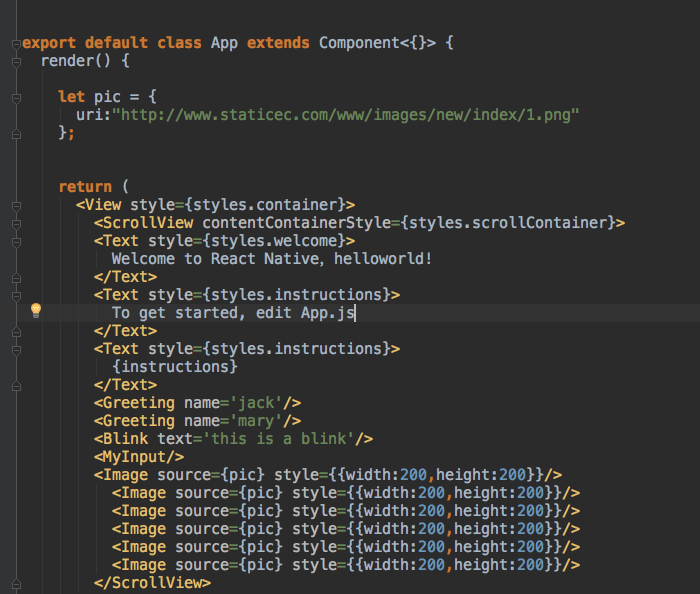 export default class App extends Component<{}> {
render() {
let pic = {
uri:"http://www.staticec.com/www/images/new/index/1.png"
};
return (
<View style={styles.container}>
<ScrollView contentContainerStyle={styles.scrollContainer}>
<Text style={styles.welcome}>
Welcome to React Native, helloworld!
</Text>
<Text style={styles.instructions}>
To get started, edit App.js
</Text>
<Text style={styles.instructions}>
{instructions}
</Text>
<Greeting name='jack'/>
<Greeting name='mary'/>
<Blink text='this is a blink'/>
<MyInput/>
<Image source={pic} style={{width:200,height:200}}/>
<Image source={pic} style={{width:200,height:200}}/>
<Image source={pic} style={{width:200,height:200}}/>
<Image source={pic} style={{width:200,height:200}}/>
<Image source={pic} style={{width:200,height:200}}/>
<Image source={pic} style={{width:200,height:200}}/>
</ScrollView>